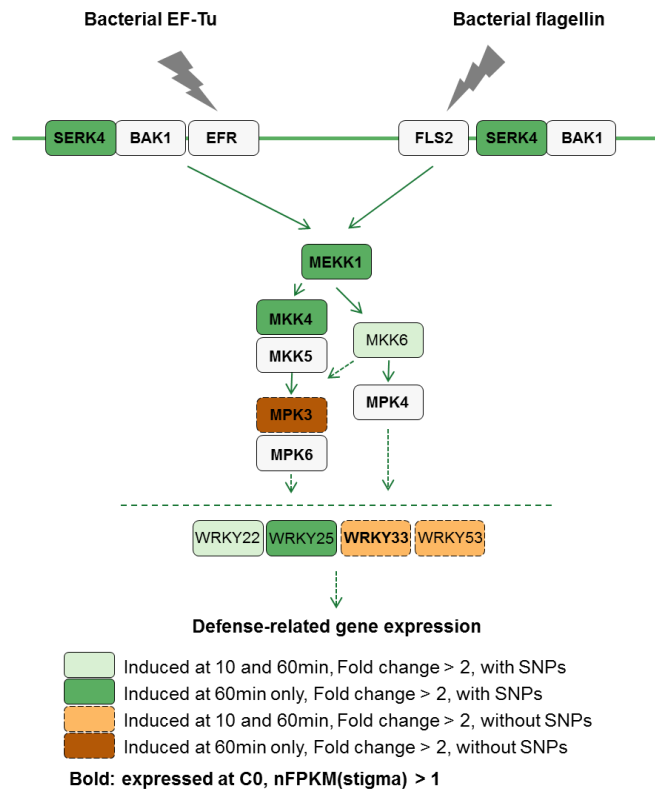 Bacterial EF-Tu Bacterial flagellin
SERK4 BAK1 EFR FLS2 SERK4 BAK1
MEKK1
MKK4
MKK6
MKK5
MPK3 MPK4
MPK6
WRKY22 WRKY25 WRKY33 WRKY53
Defense-related gene expression
Induced at 10 and 60min, Fold change > 2, with SNPs
Induced at 60min only, Fold change > 2, with SNPs
Induced at 10 and 60min, Fold change > 2, without SNPs
Induced at 60min only, Fold change > 2, without SNPs
Bold: expressed at C0, nFPKM(stigma) > 1